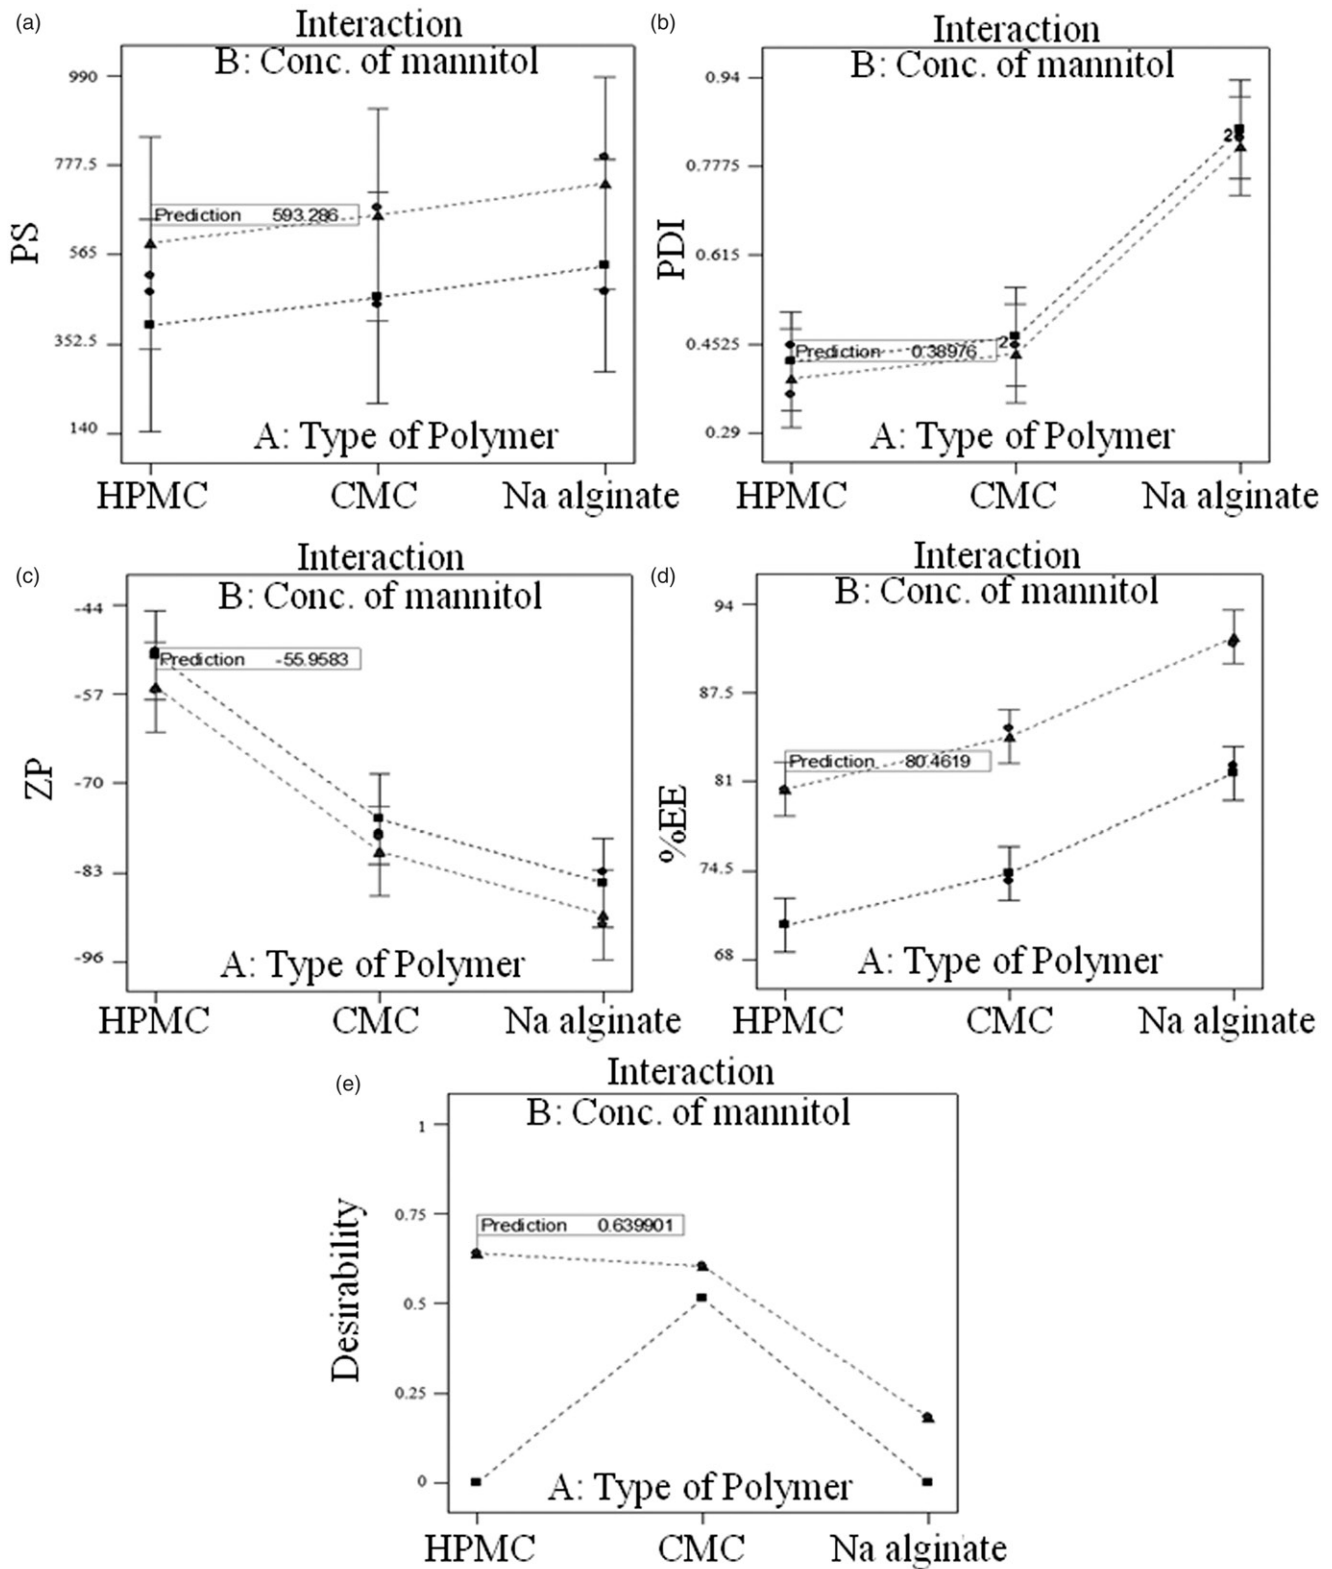 (a)
Interaction
B: Conc. of mannitol
PS
990
777.5
565
352.5
140
Prediction 593.286
A: Type of Polymer
HPMC CMC Na alginate
(b)
Interaction
B: Conc. of mannitol
PDI
0.94
0.7775
0.615
0.4525
0.29
2
2
Prediction 0.38976
A: Type of Polymer
HPMC CMC Na alginate
(c)
Interaction
B: Conc. of mannitol
ZP
-44
-57
-70
-83
-96
Prediction -55.9583
A: Type of Polymer
HPMC CMC Na alginate
(d)
Interaction
B: Conc. of mannitol
%EE
94
87.5
81
74.5
68
Prediction 80.4619
A: Type of Polymer
HPMC CMC Na alginate
(e)
Interaction
B: Conc. of mannitol
Desirability
1
0.75
0.5
0.25
0
Prediction 0.639901
A: Type of Polymer
HPMC CMC Na alginate